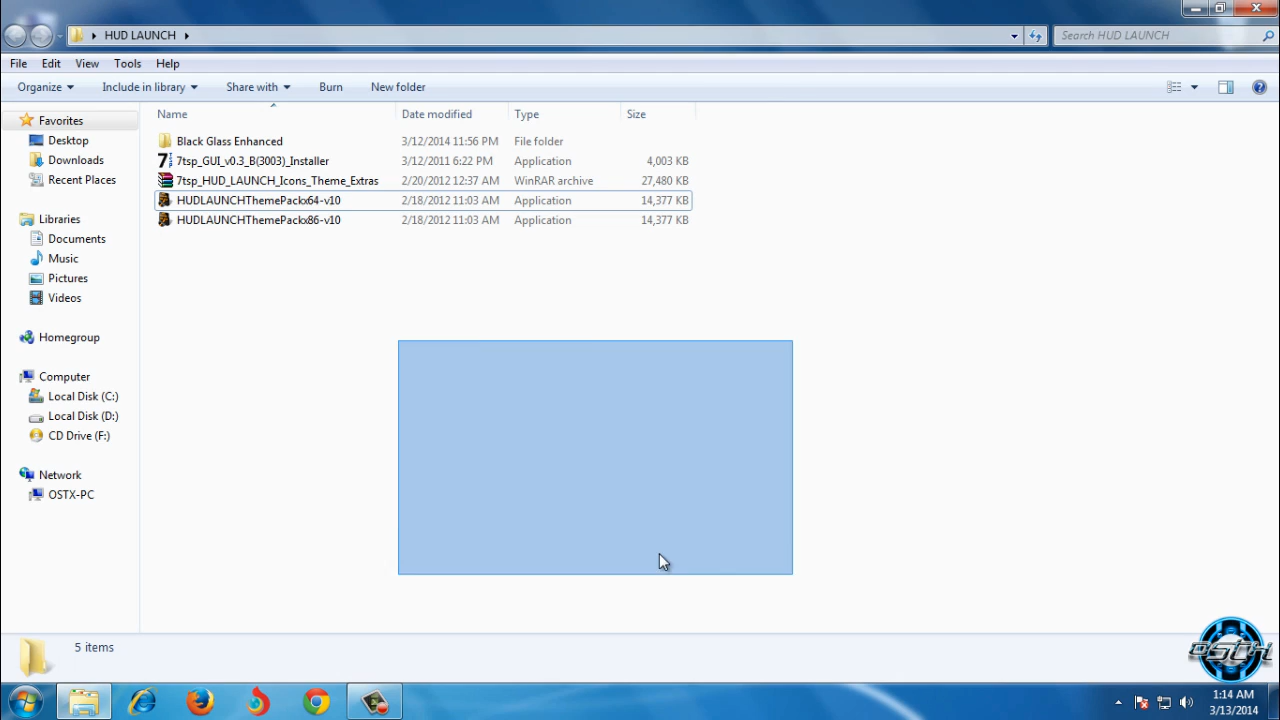 HUD LAUNCH
Search HUD LAUNCH
File Edit View Tools Help
Organize Include in library Share with Burn New folder
Name Date modified Type Size
Favorites
Desktop
Downloads
Recent Places
Libraries
Documents
Music
Pictures
Videos
Homegroup
Computer
Local Disk (C:)
Local Disk (D:)
CD Drive (F:)
Network
OSTX-PC
Black Glass Enhanced 3/12/2014 11:56 PM File folder
7tsp_GUI_v0.3_B(3003)_Installer 3/12/2011 6:22 PM Application 4,003 KB
7tsp_HUD_LAUNCH_Icons_Theme_Extras 2/20/2012 12:37 AM WinRAR archive 27,480 KB
HUDLAUNCHThemePackx64-v10 2/18/2012 11:03 AM Application 14,377 KB
HUDLAUNCHThemePackx86-v10 2/18/2012 11:03 AM Application 14,377 KB
5 items
OSTX
1:14 AM
3/13/2014